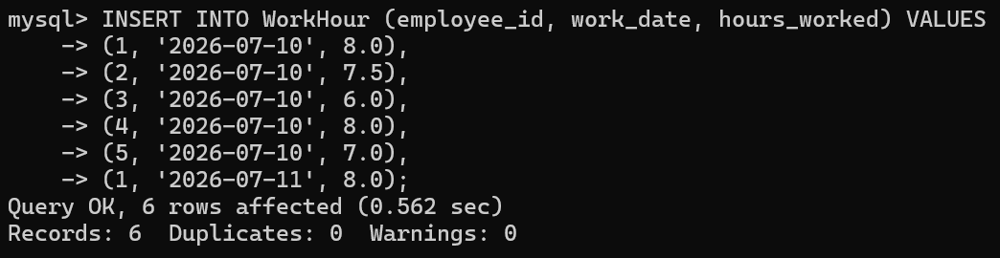 mysql> INSERT INTO WorkHour (employee_id, work_date, hours_worked) VALUES
    -> (1, '2026-07-10', 8.0),
    -> (2, '2026-07-10', 7.5),
    -> (3, '2026-07-10', 6.0),
    -> (4, '2026-07-10', 8.0),
    -> (5, '2026-07-10', 7.0),
    -> (1, '2026-07-11', 8.0);
Query OK, 6 rows affected (0.562 sec)
Records: 6  Duplicates: 0  Warnings: 0